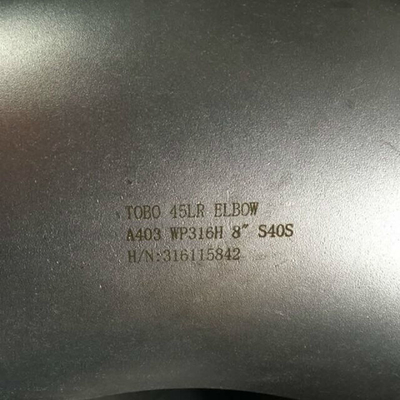 TOBO 45LR ELBOW
A403 WP316H 8" S40S
H/N:316115842